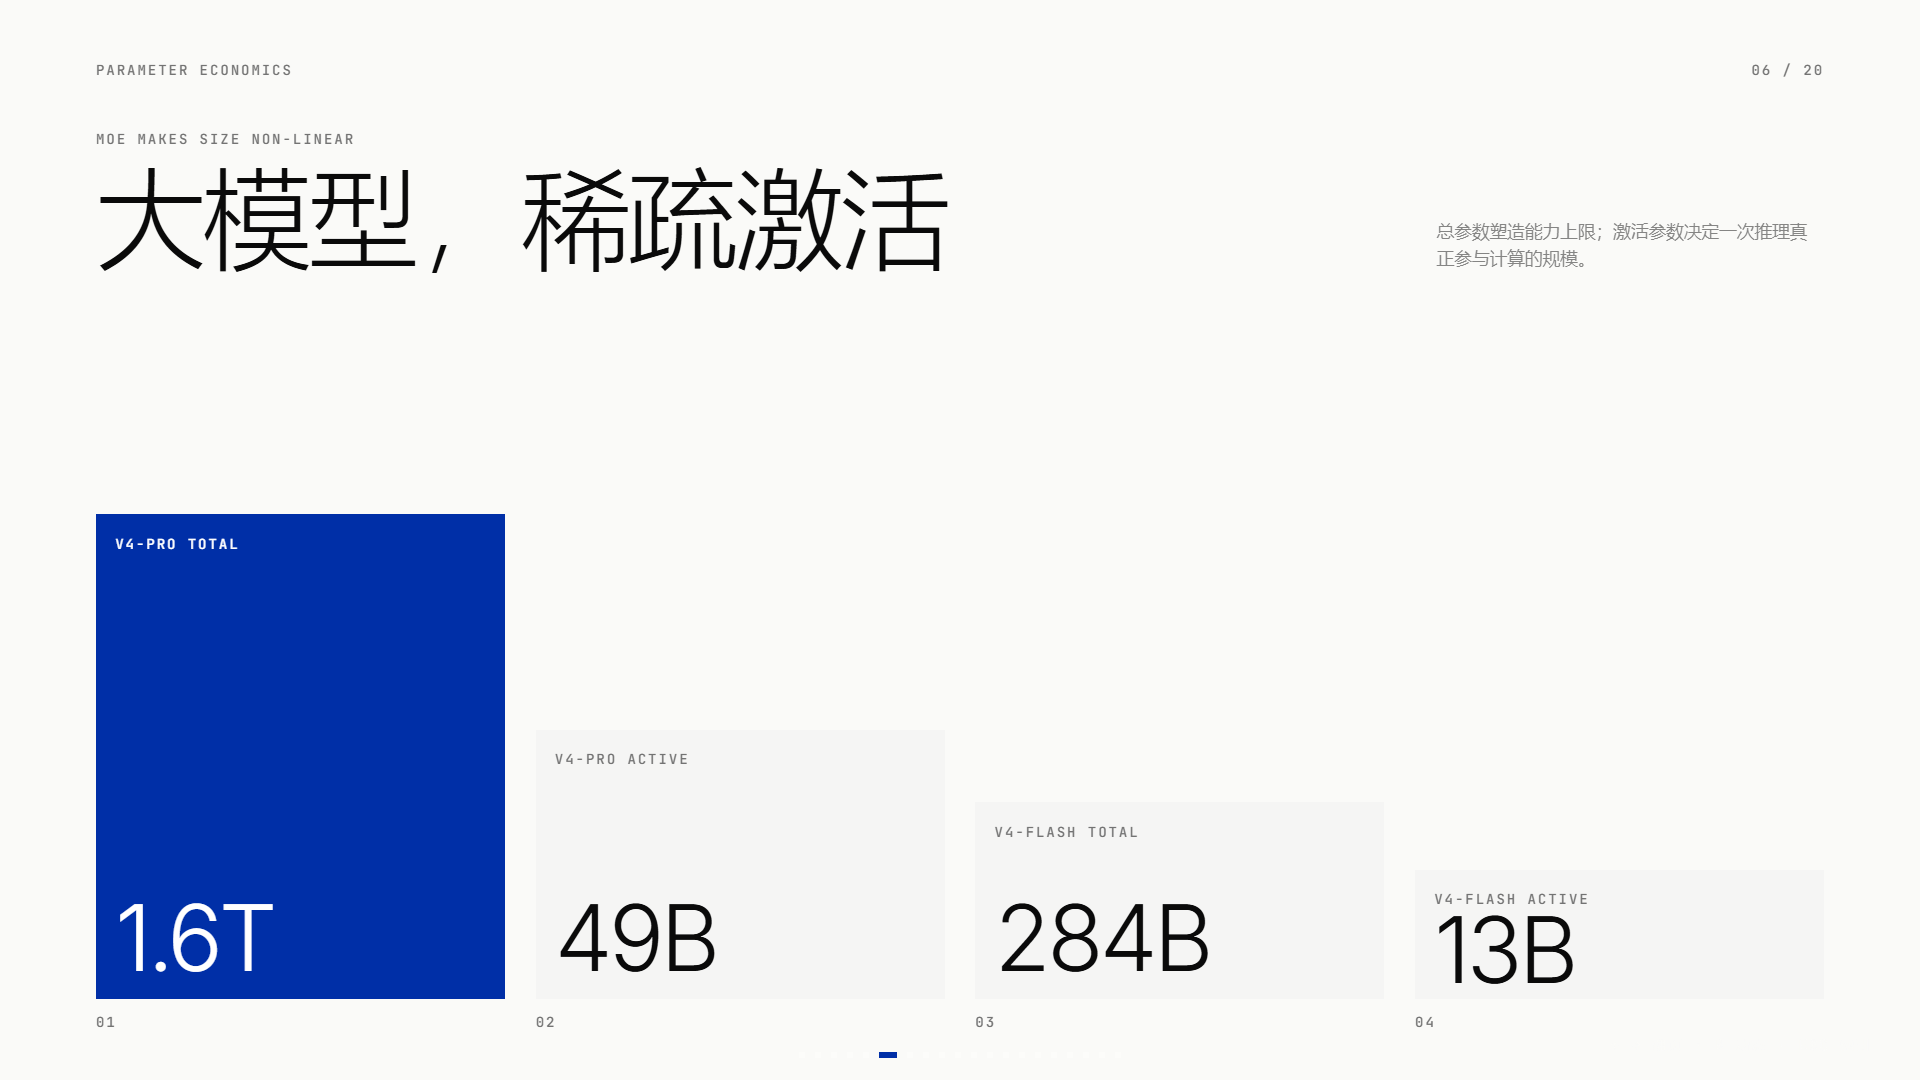 PARAMETER ECONOMICS
06 / 20
MOE MAKES SIZE NON-LINEAR
大模型，稀疏激活
总参数塑造能力上限；激活参数决定一次推理真
正参与计算的规模。
V4-PRO TOTAL
1.6T
01
V4-PRO ACTIVE
49B
02
V4-FLASH TOTAL
284B
03
V4-FLASH ACTIVE
13B
04